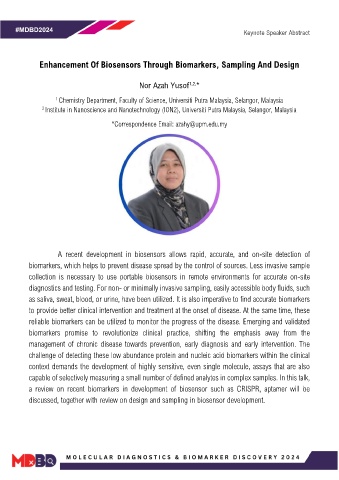 #MDBD2024
Keynote Speaker Abstract
Enhancement Of Biosensors Through Biomarkers, Sampling And Design
Nor Azah Yusof1,2,*
1 Chemistry Department, Faculty of Science, Universiti Putra Malaysia, Selangor, Malaysia
2 Institute in Nanoscience and Nanotechnology (ION2), Universiti Putra Malaysia, Selangor, Malaysia
*Correspondence Email: azahy@upm.edu.my
A recent development in biosensors allows rapid, accurate, and on-site detection of
biomarkers, which helps to prevent disease spread by the control of sources. Less invasive sample
collection is necessary to use portable biosensors in remote environments for accurate on-site
diagnostics and testing. For non- or minimally invasive sampling, easily accessible body fluids, such
as saliva, sweat, blood, or urine, have been utilized. It is also imperative to find accurate biomarkers
to provide better clinical intervention and treatment at the onset of disease. At the same time, these
reliable biomarkers can be utilized to monitor the progress of the disease. Emerging and validated
biomarkers promise to revolutionize clinical practice, shifting the emphasis away from the
management of chronic disease towards prevention, early diagnosis and early intervention. The
challenge of detecting these low abundance protein and nucleic acid biomarkers within the clinical
context demands the development of highly sensitive, even single molecule, assays that are also
capable of selectively measuring a small number of defined analytes in complex samples. In this talk,
a review on recent biomarkers in development of biosensor such as CRISPR, aptamer will be
discussed, together with review on design and sampling in biosensor development.
MDBD MOLECULAR DIAGNOSTICS & BIOMARKER DISCOVERY 2024